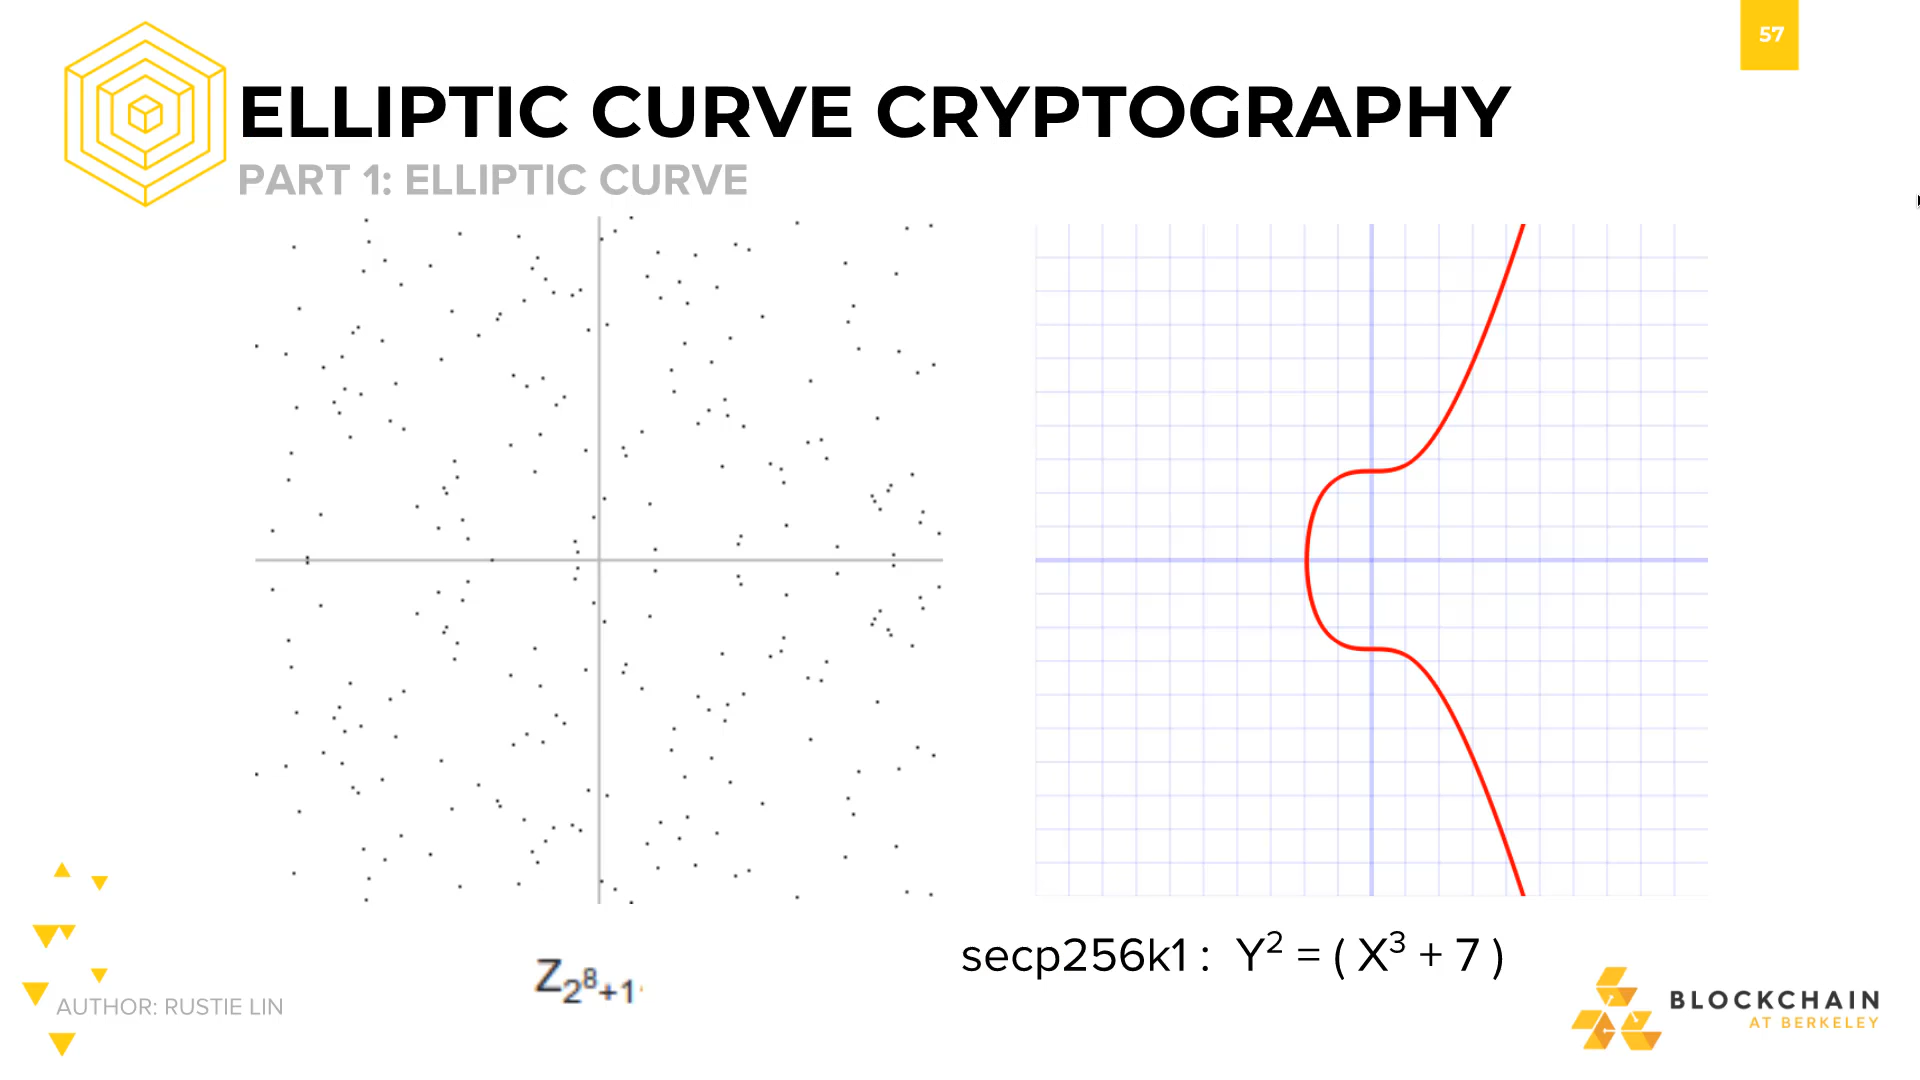 57
ELLIPTIC CURVE CRYPTOGRAPHY
PART 1: ELLIPTIC CURVE
Z₂⁸₊₁
secp256k1 : Y² = ( X³ + 7 )
AUTHOR: RUSTIE LIN
BLOCKCHAIN
AT BERKELEY